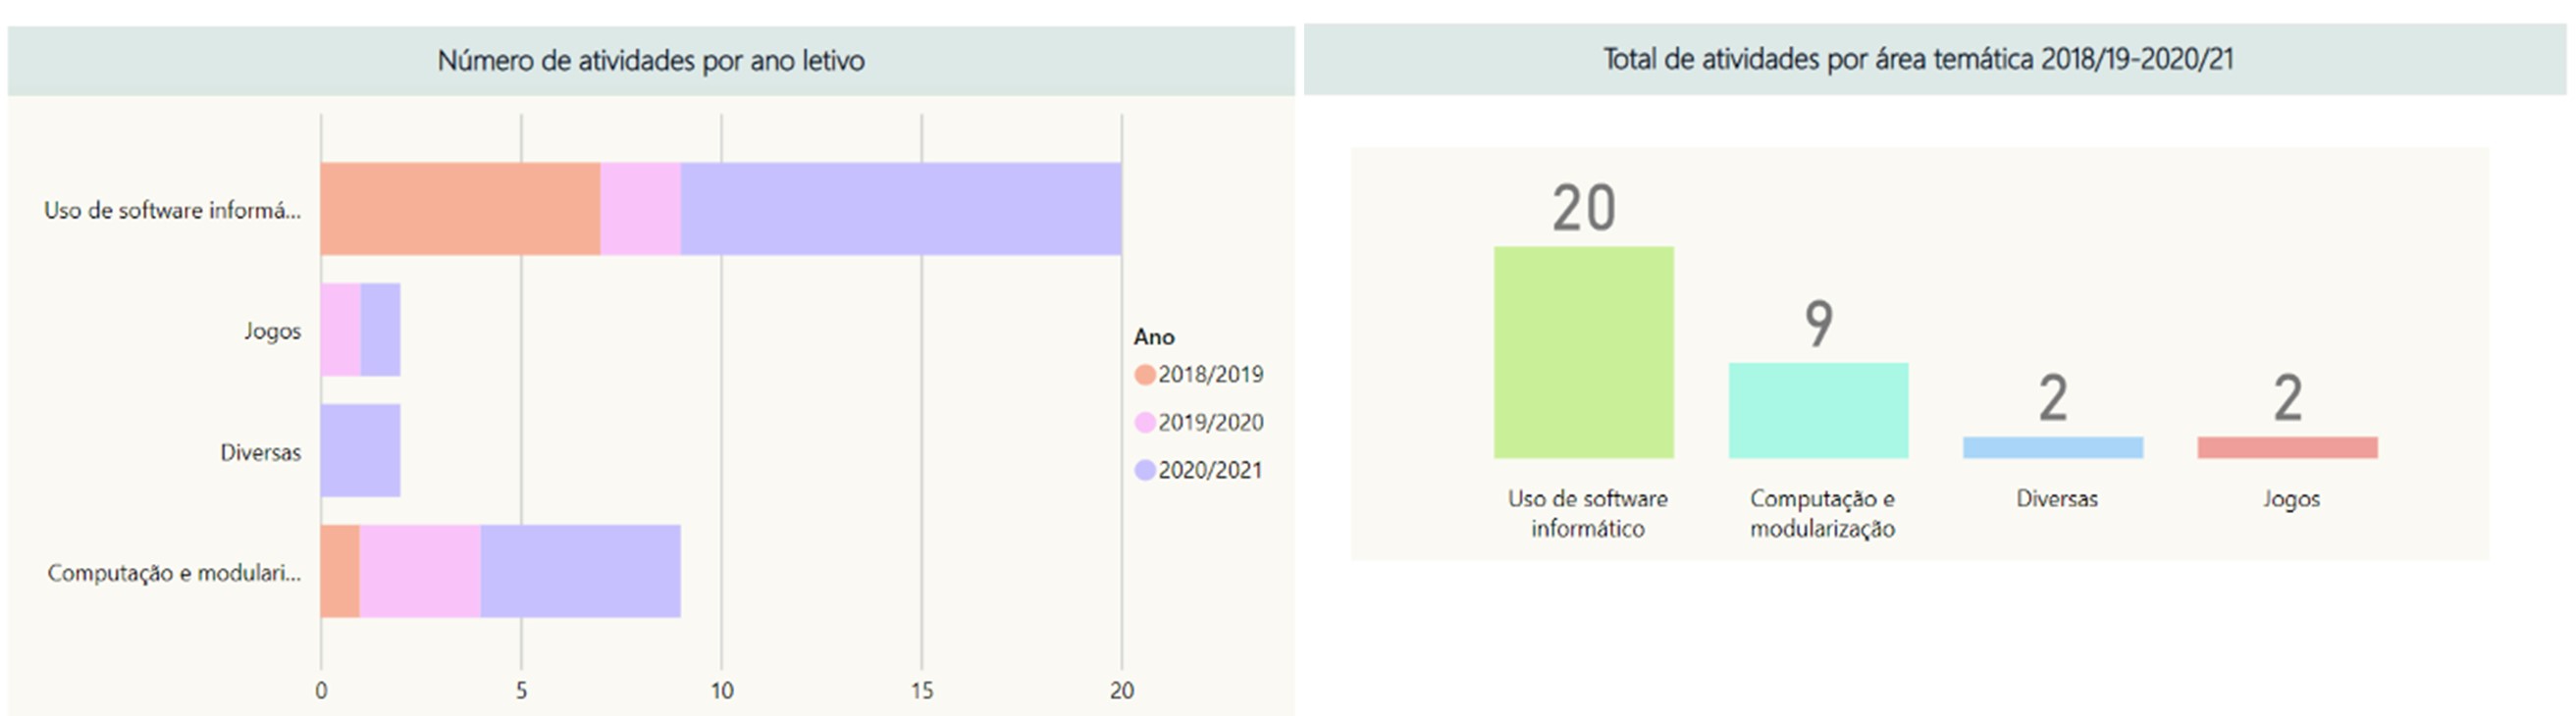 Número de atividades por ano letivo
Uso de software informá...
Jogos
Diversas
Computação e modulari...
0 5 10 15 20
Ano
2018/2019
2019/2020
2020/2021
Total de atividades por área temática 2018/19-2020/21
20
9
2
2
Uso de software
informático
Computação e
modularização
Diversas
Jogos